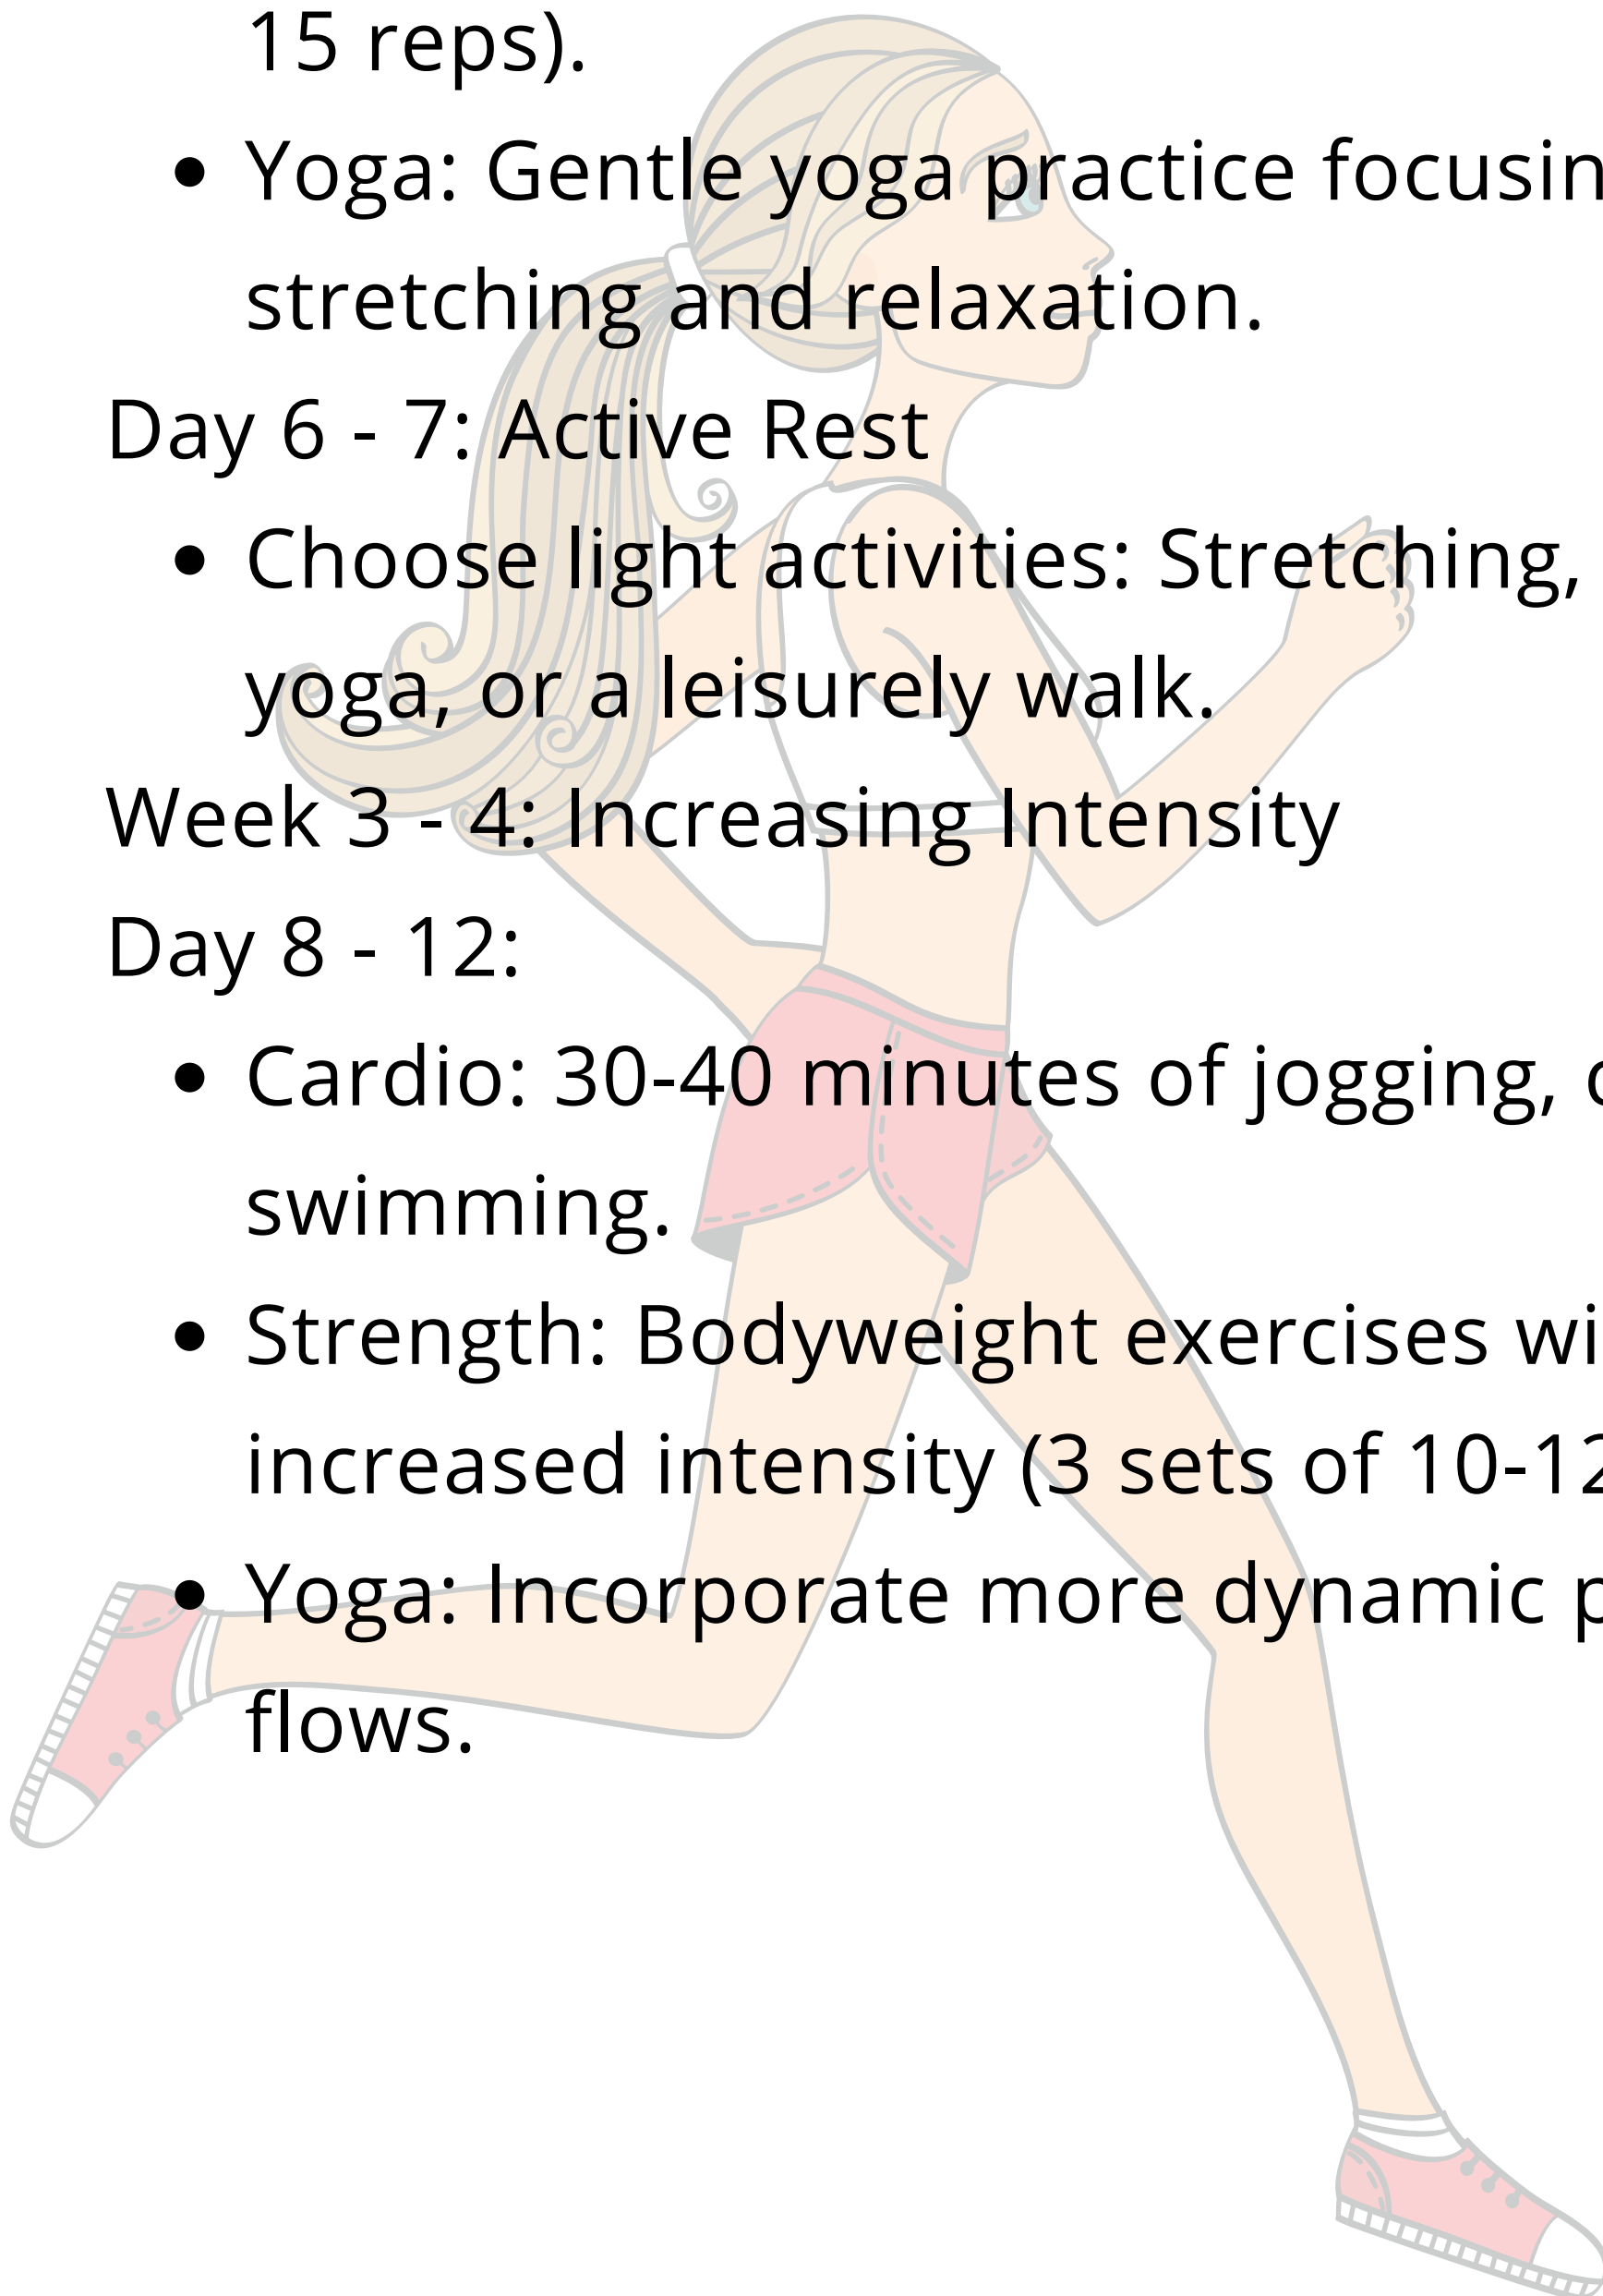 15 reps).
• Yoga: Gentle yoga practice focusin
stretching and relaxation.
Day 6 - 7: Active Rest
• Choose light activities: Stretching,
yoga, or a leisurely walk.
Week 3 - 4: Increasing Intensity
Day 8 - 12:
• Cardio: 30-40 minutes of jogging,
swimming.
• Strength: Bodyweight exercises wi
increased intensity (3 sets of 10-12
• Yoga: Incorporate more dynamic p
flows.